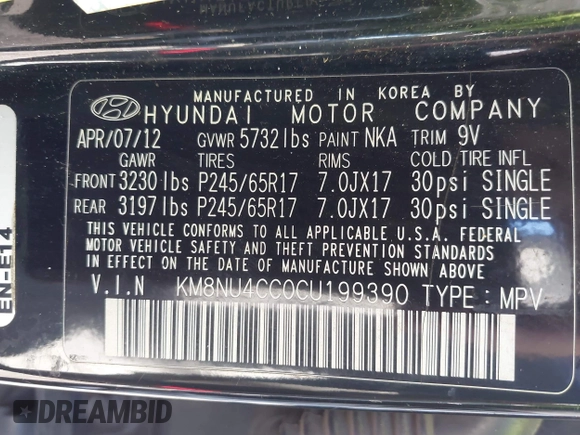 MANUFACTURED IN KOREA BY
HYUNDAI MOTOR COMPANY
APR/07/12 GVWR 5732lbs PAINT NKA TRIM 9V
GAWR TIRES RIMS COLD TIRE INFL
FRONT 3230lbs P245/65R17 7.0JX17 30psi SINGLE
REAR 3197lbs P245/65R17 7.0JX17 30psi SINGLE
THIS VEHICLE CONFORMS TO ALL APPLICABLE U.S.A. FEDERAL
MOTOR VEHICLE SAFETY AND THEFT PREVENTION STANDARDS
IN EFFECT ON THE DATE OF MANUFACTURE SHOWN ABOVE.
V.I.N KM8NU4CC0CU199390 TYPE : MPV
EN-E14
DREAMBID